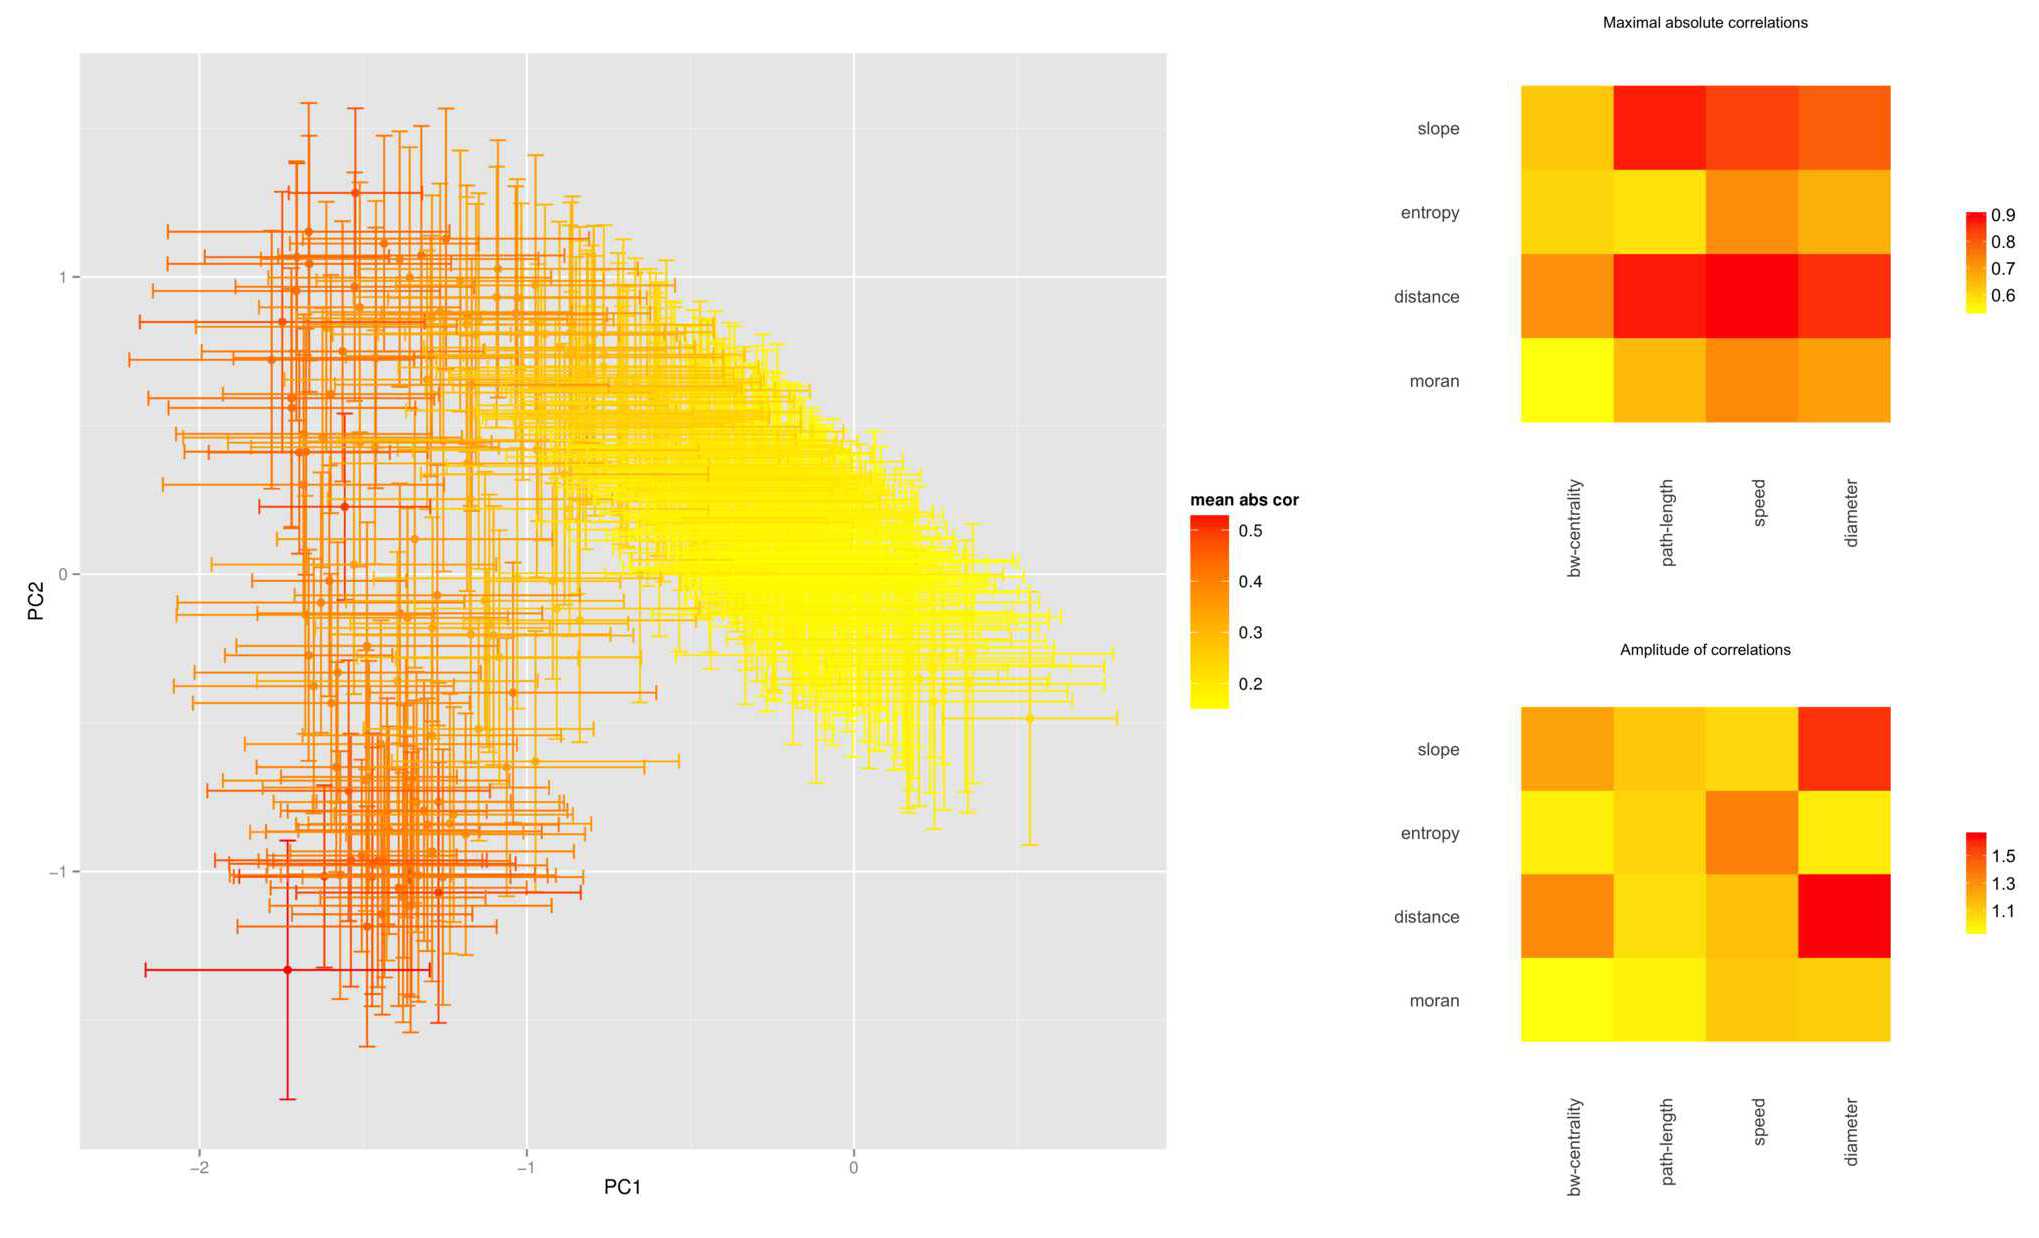 PC2
1
0
−1
−2
−1
0
PC1
mean abs cor
0.5
0.4
0.3
0.2
Maximal absolute correlations
slope
entropy
distance
moran
bw-centrality
path-length
speed
diameter
0.9
0.8
0.7
0.6
Amplitude of correlations
slope
entropy
distance
moran
bw-centrality
path-length
speed
diameter
1.5
1.3
1.1